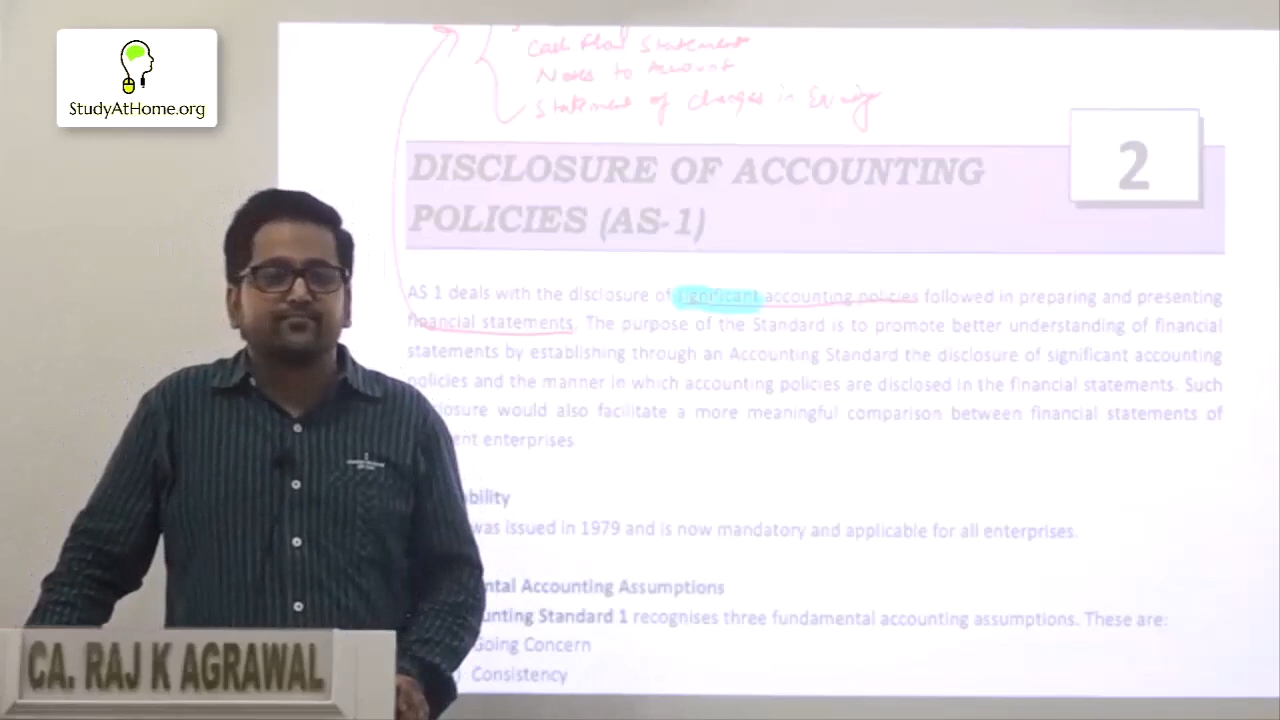 StudyAtHome.org
Cash Flow Statement
Notes to Account
Statement of Changes in Equity
2
DISCLOSURE OF ACCOUNTING
POLICIES (AS-1)
AS 1 deals with the disclosure of significant accounting policies followed in preparing and presenting
financial statements. The purpose of the Standard is to promote better understanding of financial
statements by establishing through an Accounting Standard the disclosure of significant accounting
policies and the manner in which accounting policies are disclosed in the financial statements. Such
closure would also facilitate a more meaningful comparison between financial statements of
ent enterprises
bility
was issued in 1979 and is now mandatory and applicable for all enterprises.
ntal Accounting Assumptions
unting Standard 1 recognises three fundamental accounting assumptions. These are:
Going Concern
) Consistency
CA. RAJ K AGRAWAL